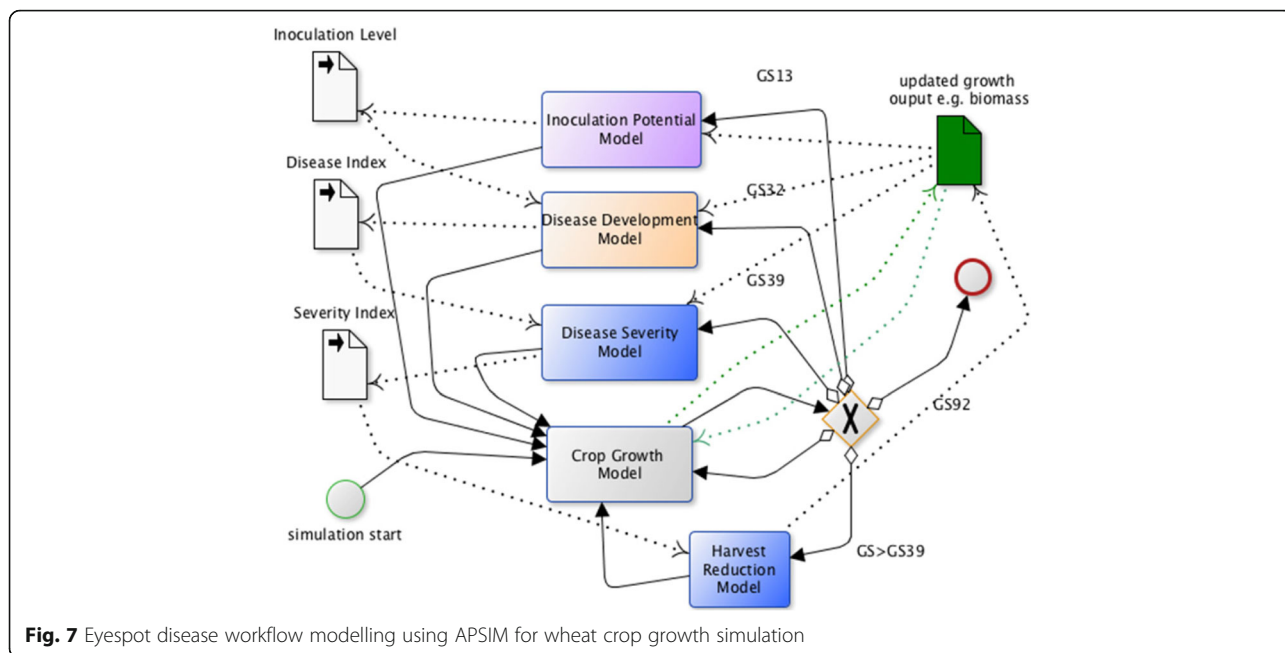 Inoculation Level
GS13
updated growth
ouput e.g. biomass
Inoculation Potential
Model
Disease Index
GS32
Disease Development
Model
GS39
Severity Index
Disease Severity
Model
X
GS92
Crop Growth
Model
simulation start
GS>GS39
Harvest
Reduction
Model
Fig. 7 Eyespot disease workflow modelling using APSIM for wheat crop growth simulation